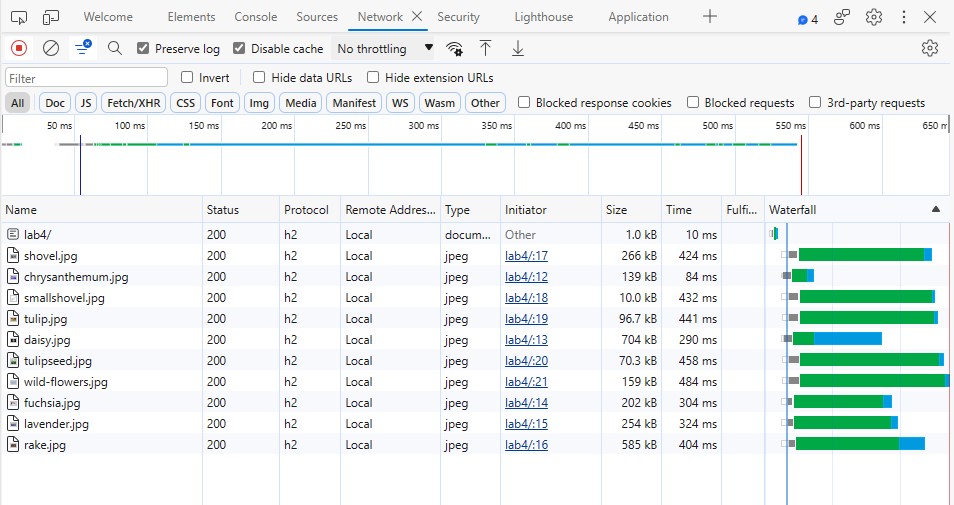 Welcome Elements Console Sources Network Security Lighthouse Application 4
Preserve log Disable cache No throttling
Filter Invert Hide data URLs Hide extension URLs
All Doc JS Fetch/XHR CSS Font Img Media Manifest WS Wasm Other Blocked response cookies Blocked requests 3rd-party requests
50 ms 100 ms 150 ms 200 ms 250 ms 300 ms 350 ms 400 ms 450 ms 500 ms 550 ms 600 ms 650 m
Name Status Protocol Remote Addres... Type Initiator Size Time Fulfi... Waterfall
lab4/ 200 h2 Local docum... Other 1.0 kB 10 ms
shovel.jpg 200 h2 Local jpeg lab4/:17 266 kB 424 ms
chrysanthemum.jpg 200 h2 Local jpeg lab4/:12 139 kB 84 ms
smallshovel.jpg 200 h2 Local jpeg lab4/:18 10.0 kB 432 ms
tulip.jpg 200 h2 Local jpeg lab4/:19 96.7 kB 441 ms
daisy.jpg 200 h2 Local jpeg lab4/:13 704 kB 290 ms
tulipseed.jpg 200 h2 Local jpeg lab4/:20 70.3 kB 458 ms
wild-flowers.jpg 200 h2 Local jpeg lab4/:21 159 kB 484 ms
fuchsia.jpg 200 h2 Local jpeg lab4/:14 202 kB 304 ms
lavender.jpg 200 h2 Local jpeg lab4/:15 254 kB 324 ms
rake.jpg 200 h2 Local jpeg lab4/:16 585 kB 404 ms